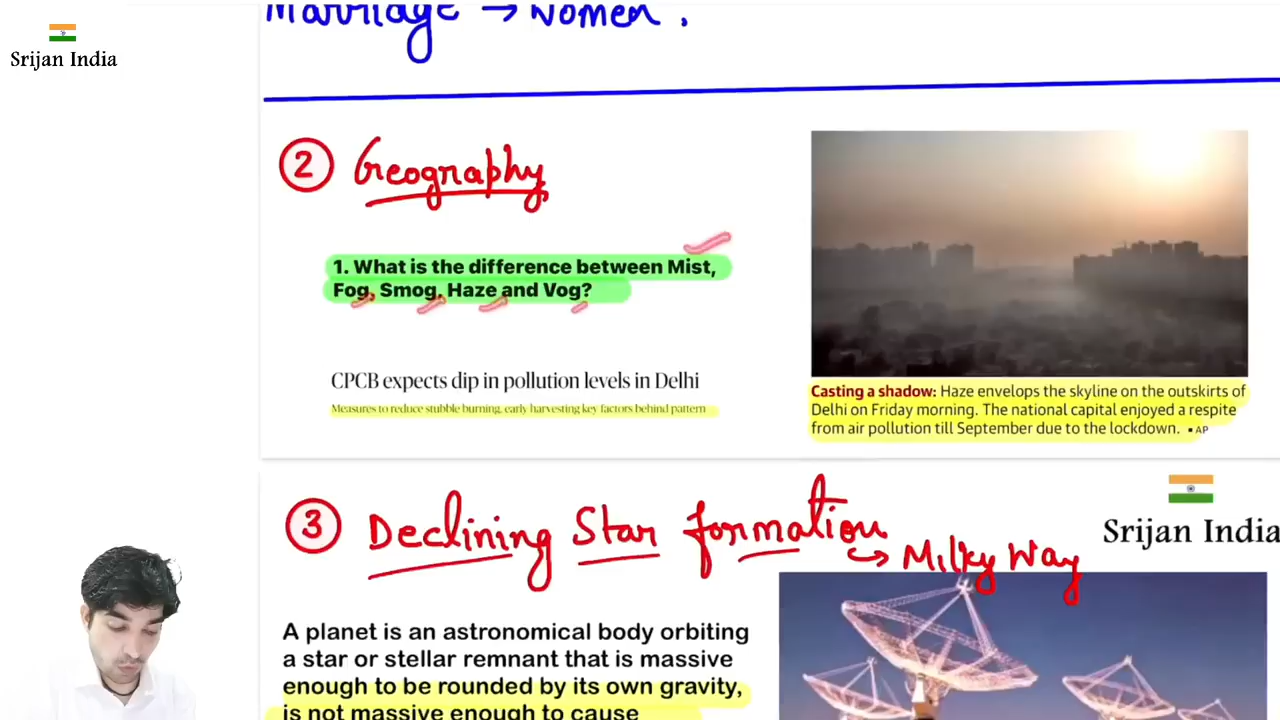 Marriage → Women.
Srijan India
② Geography
1. What is the difference between Mist,
Fog, Smog, Haze and Vog?
CPCB expects dip in pollution levels in Delhi
Measures to reduce stubble burning, early harvesting key factors behind pattern
Casting a shadow: Haze envelops the skyline on the outskirts of
Delhi on Friday morning. The national capital enjoyed a respite
from air pollution till September due to the lockdown. ▪ AP
③ Declining Star formation
→ Milky Way
Srijan India
A planet is an astronomical body orbiting
a star or stellar remnant that is massive
enough to be rounded by its own gravity,
is not massive enough to cause